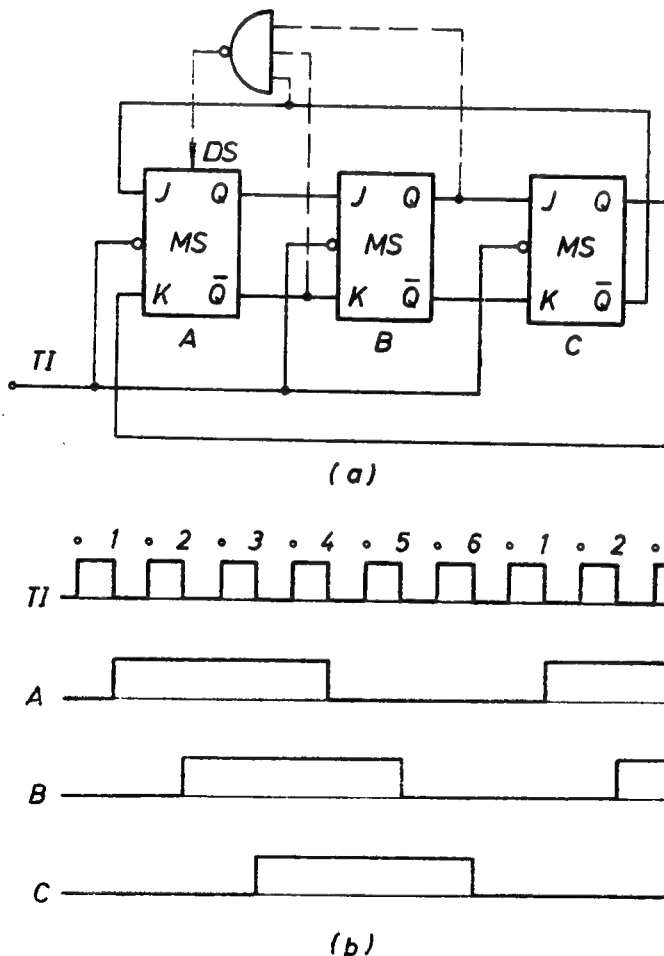 DS
J Q J Q J Q
MS MS MS
K Q̅ K Q̅ K Q̅
A B C
TI
(a)
1 2 3 4 5 6 1 2
TI
A
B
C
(b)